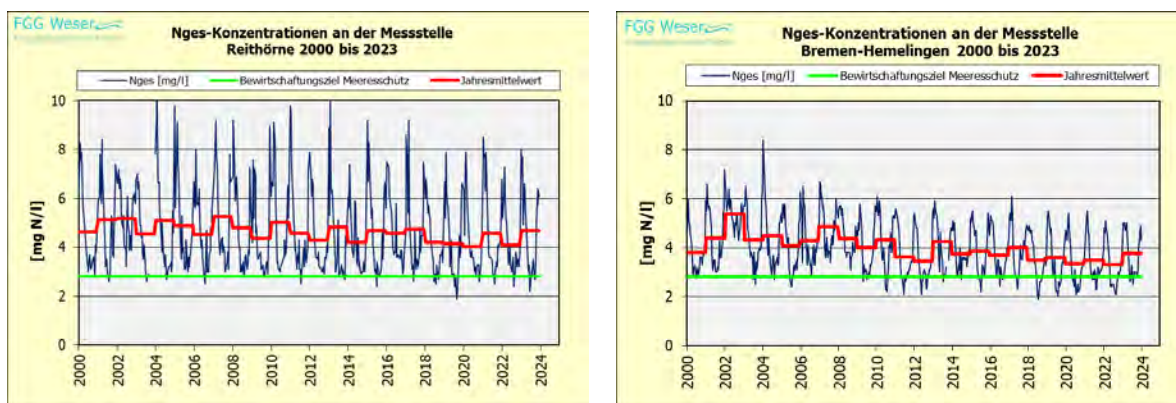 FGG Weser
Nges-Konzentrationen an der Messstelle
Reithörne 2000 bis 2023
Nges [mg/l] Bewirtschaftungsziel Meeresschutz Jahresmittelwert
[mg N/l]
10
8
6
4
2
0
2000 2002 2004 2006 2008 2010 2012 2014 2016 2018 2020 2022 2024
FGG Weser
Nges-Konzentrationen an der Messstelle
Bremen-Hemelingen 2000 bis 2023
Nges [mg/l] Bewirtschaftungsziel Meeresschutz Jahresmittelwert
[mg N/l]
10
8
6
4
2
0
2000 2002 2004 2006 2008 2010 2012 2014 2016 2018 2020 2022 2024